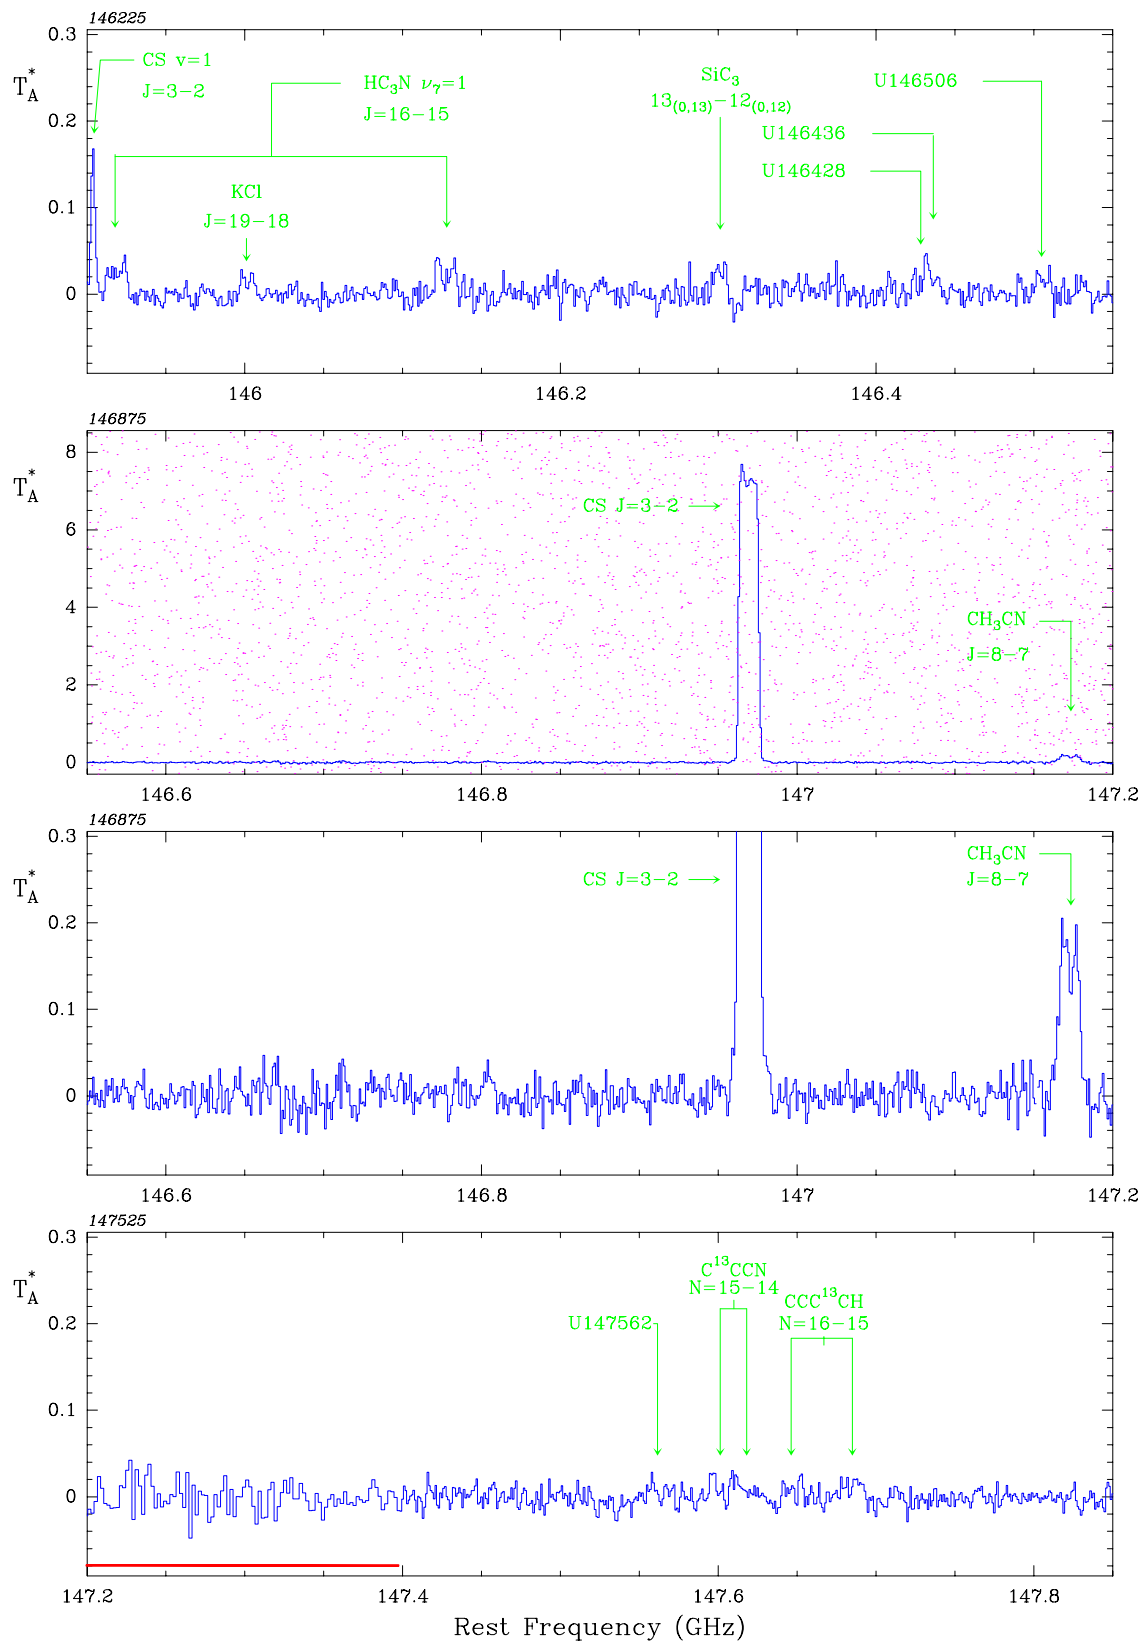 146225
0.3
CS v=1
J=3−2
HC₃N ν₇=1
J=16−15
SiC₃
13(0,13)−12(0,12)
U146506
T*A
0.2
U146436
U146428
KCl
J=19−18
0.1
0
146
146.2
146.4
146875
8
T*A
CS J=3−2
6
4
CH₃CN
J=8−7
2
0
146.6
146.8
147
147.2
146875
0.3
CH₃CN
J=8−7
T*A
CS J=3−2
0.2
0.1
0
146.6
146.8
147
147.2
147525
0.3
C¹³CCN
N=15−14
T*A
CCC¹³CH
N=16−15
U147562
0.2
0.1
0
147.2
147.4
147.6
147.8
Rest Frequency (GHz)